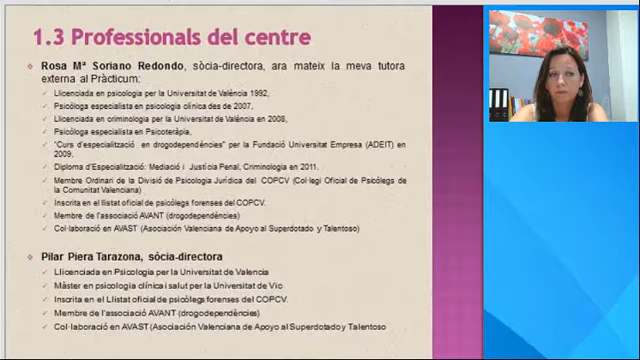 1.3 Professionals del centre
Rosa Mª Soriano Redondo, sòcia-directora, ara mateix la meva tutora
externa al Pràcticum:
Llicenciada en psicologia per la Universitat de València 1992,
Psicòloga especialista en psicologia clínica des de 2007,
Llicenciada en criminologia per la Universitat de València en 2008,
Psicòloga especialista en Psicoteràpia,
"Curs d'especialització en drogodependències" per la Fundació Universitat Empresa (ADEIT) en
2009,
Diploma d'Especialització: Mediació i Justícia Penal, Criminologia en 2011.
Membre Ordinari de la Divisió de Psicologia Jurídica del COPCV (Col·legi Oficial de Psicòlegs de
la Comunitat Valenciana)
Inscrita en el llistat oficial de psicòlegs forenses del COPCV.
Membre de l'associació AVANT (drogodependències)
Col·laboració en AVAST (Asociación Valenciana de Apoyo al Superdotado y Talentoso)
Pilar Piera Tarazona, sòcia-directora
Llicenciada en Psicologia per la Universitat de Valencia
Màster en psicologia clínica i salut per la Universitat de Vic
Inscrita en el Llistat oficial de psicòlegs forenses del COPCV.
Membre de l'associació AVANT (drogodependències)
Col·laboració en AVAST (Asociación Valenciana de Apoyo al Superdotado y Talentoso